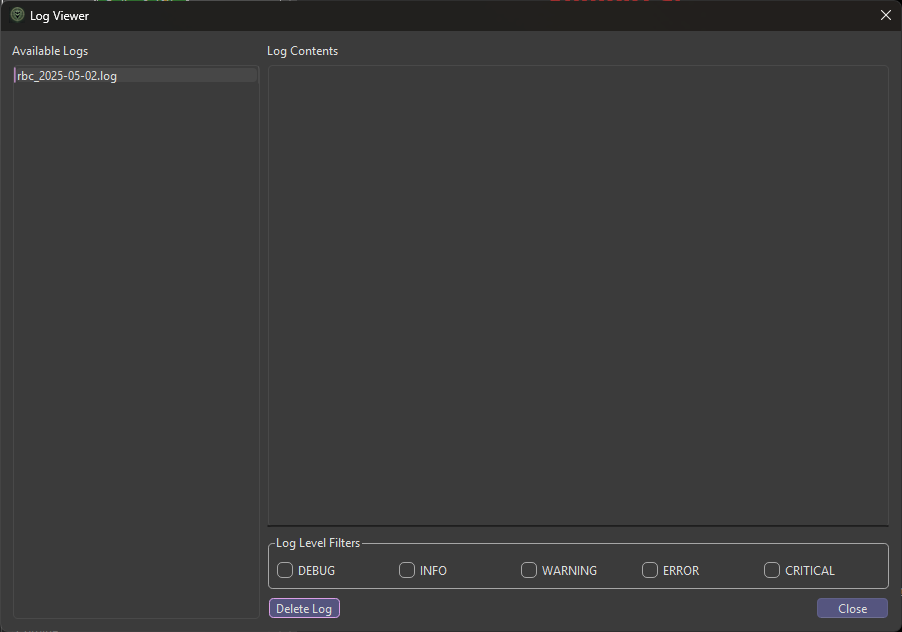 Log Viewer
Available Logs
Log Contents
rbc_2025-05-02.log
Log Level Filters
DEBUG
INFO
WARNING
ERROR
CRITICAL
Delete Log
Close